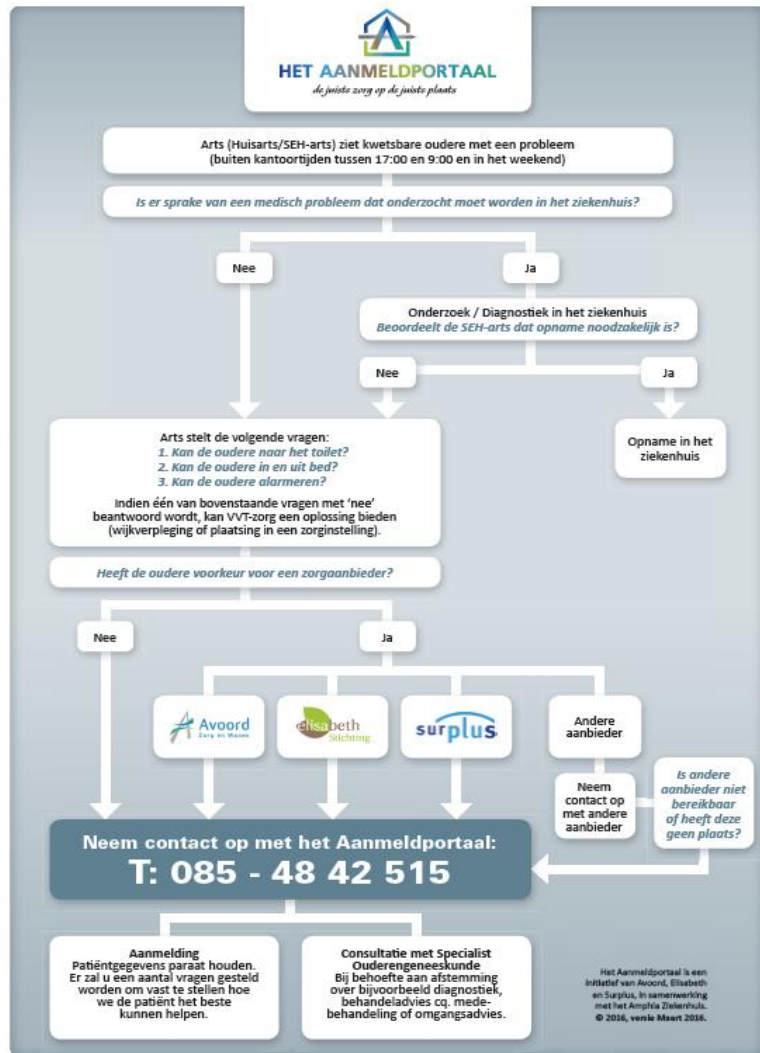 HET AANMELDPORTAAL
de juiste zorg op de juiste plaats
Arts (Huisarts/SEH-arts) ziet kwetsbare oudere met een probleem
(buiten kantoortijden tussen 17:00 en 9:00 en in het weekend)
Is er sprake van een medisch probleem dat onderzocht moet worden in het ziekenhuis?
Nee
Ja
Onderzoek / Diagnostiek in het ziekenhuis
Beoordeelt de SEH-arts dat opname noodzakelijk is?
Nee
Ja
Arts stelt de volgende vragen:
1. Kan de oudere naar het toilet?
2. Kan de oudere in en uit bed?
3. Kan de oudere alarmeren?
Indien één van bovenstaande vragen met ‘nee’
beantwoord wordt, kan VVT-zorg een oplossing bieden
(wijkverpleging of plaatsing in een zorginstelling).
Opname in het
ziekenhuis
Heeft de oudere voorkeur voor een zorgaanbieder?
Nee
Ja
Avoord
Zorg en Wonen
elisabeth
Stichting
surplus
Andere
aanbieder
Neem
contact op
met andere
aanbieder
Is andere
aanbieder niet
bereikbaar
of heeft deze
geen plaats?
Neem contact op met het Aanmeldportaal:
T: 085 - 48 42 515
Aanmelding
Patiëntgegevens paraat houden.
Er zal u een aantal vragen gesteld
worden om vast te stellen hoe
we de patiënt het beste
kunnen helpen.
Consultatie met Specialist
Ouderengeneeskunde
Bij behoefte aan afstemming
over bijvoorbeeld diagnostiek,
behandeladvies cq. mede-
behandeling of omgangsadvies.
Het Aanmeldportaal is een
initiatief van Avoord, Elisabeth
en Surplus, in samenwerking
met het Amphia Ziekenhuis.
© 2016, versie Maart 2016.